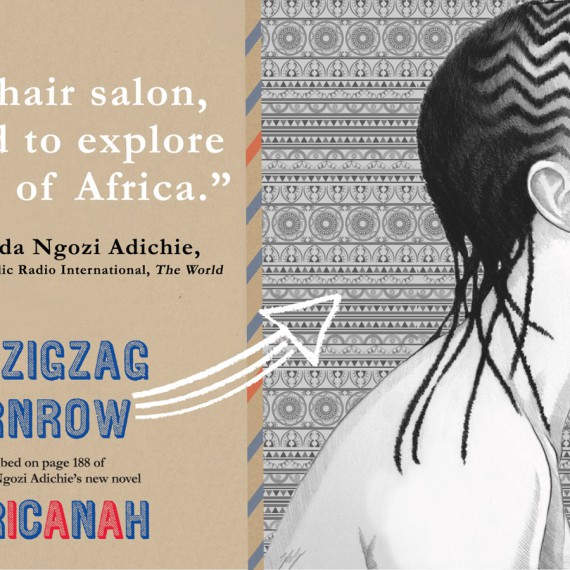 hair salon,
d to explore
of Africa.”
da Ngozi Adichie,
lic Radio International, The World
ZIGZAG
RNROW
bed on page 188 of
Ngozi Adichie’s new novel
RICANAH